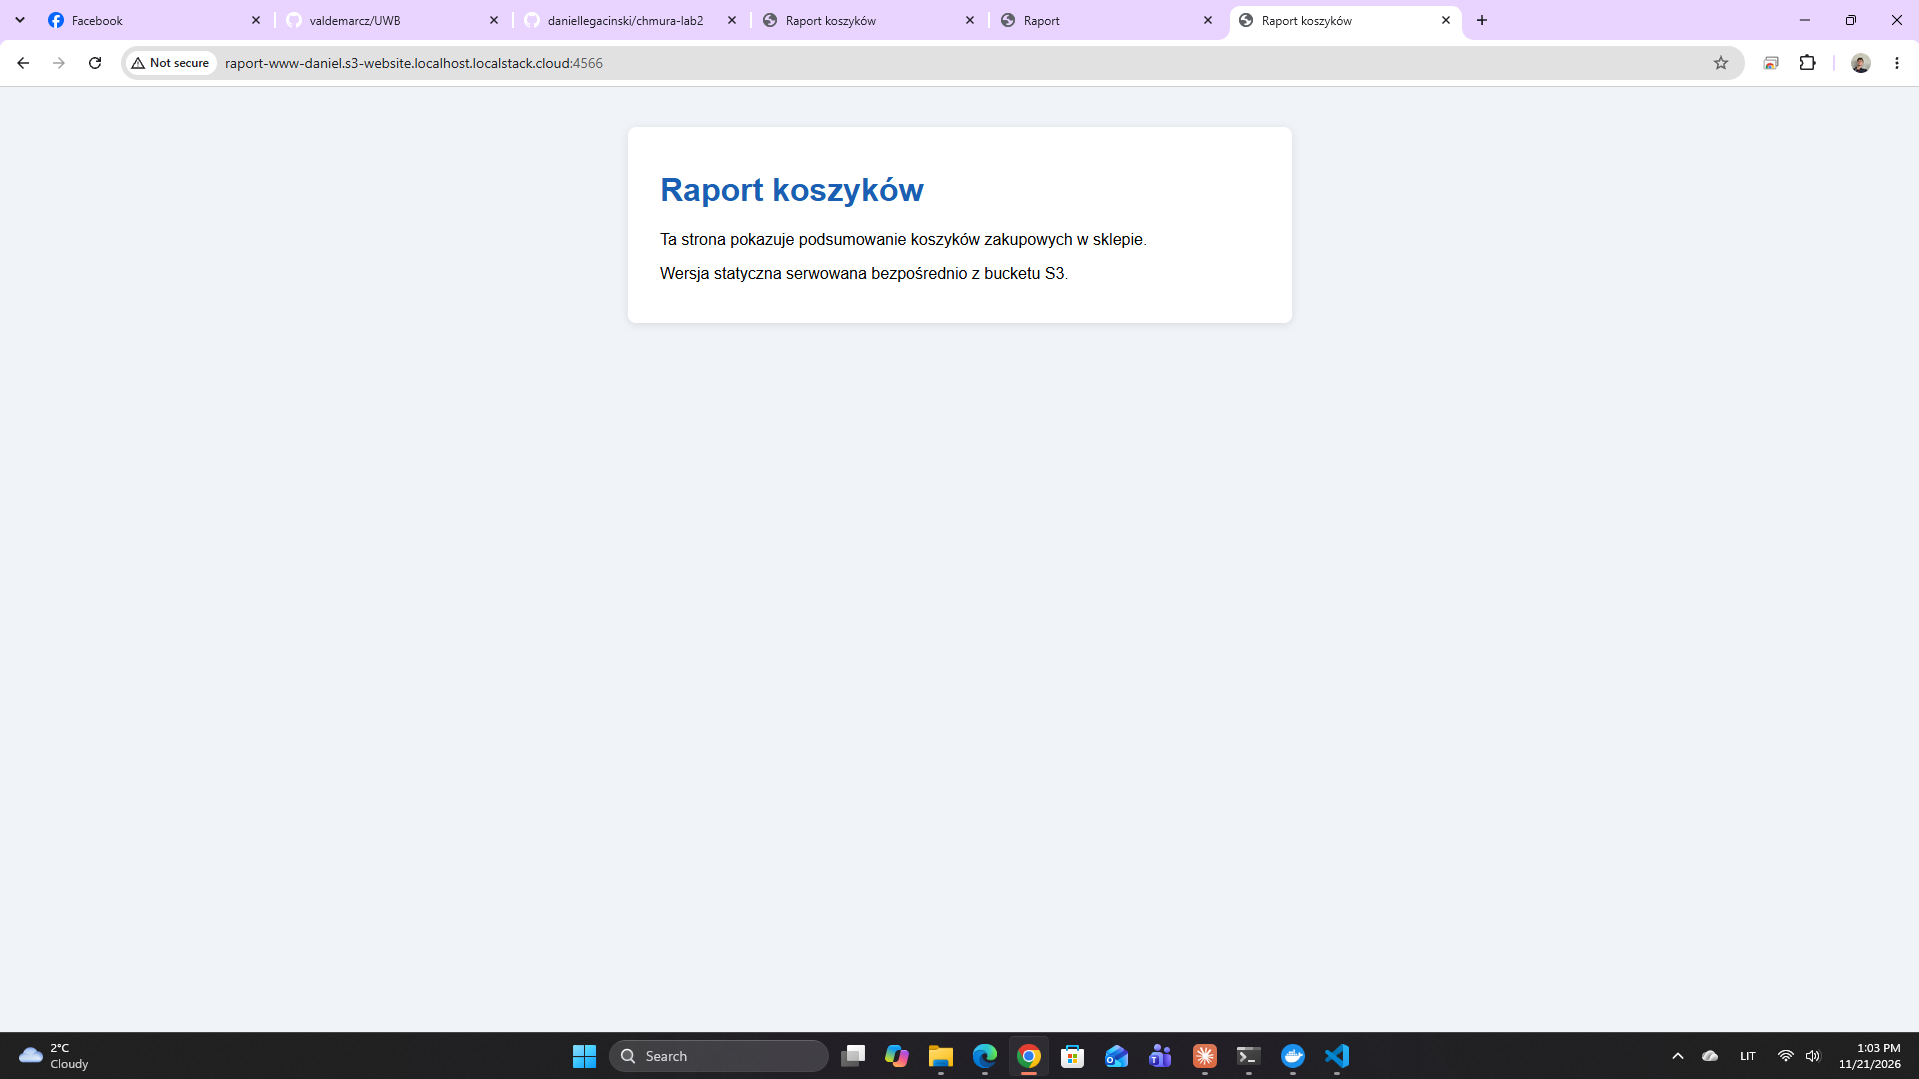 Facebook
valdemarcz/UWB
daniellegacinski/chmura-lab2
Raport koszyków
Raport
Raport koszyków
Not secure
raport-www-daniel.s3-website.localhost.localstack.cloud:4566
Raport koszyków
Ta strona pokazuje podsumowanie koszyków zakupowych w sklepie.
Wersja statyczna serwowana bezpośrednio z bucketu S3.
2°C
Cloudy
Search
LIT
1:03 PM
11/21/2026